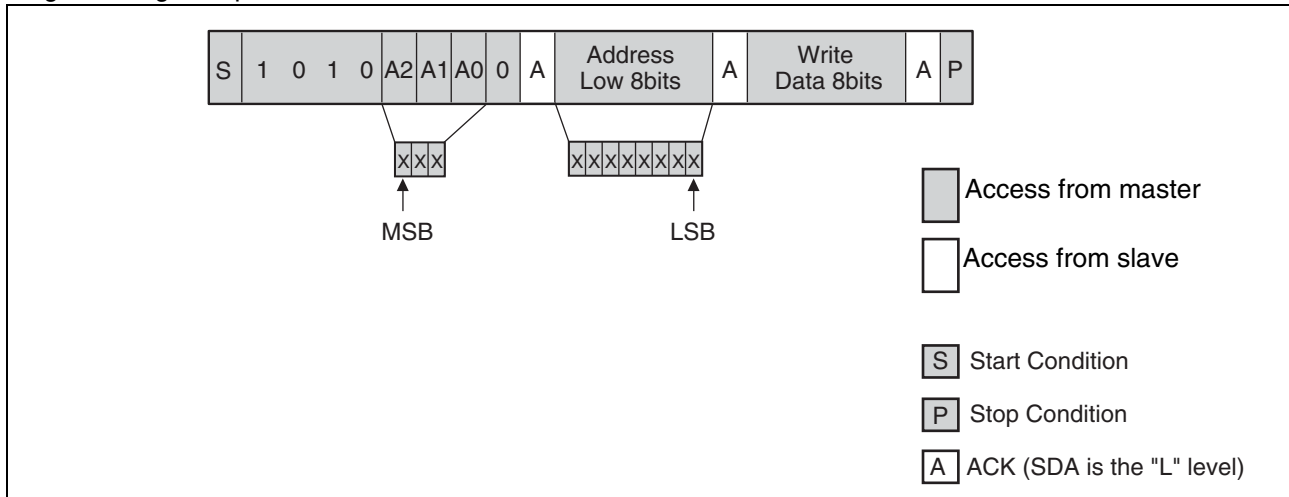 S 1 0 1 0 A2 A1 A0 0 A Address Low 8bits A Write Data 8bits A P
xxx xxxxxxxx
MSB LSB
Access from master
Access from slave
S Start Condition
P Stop Condition
A ACK (SDA is the "L" level)